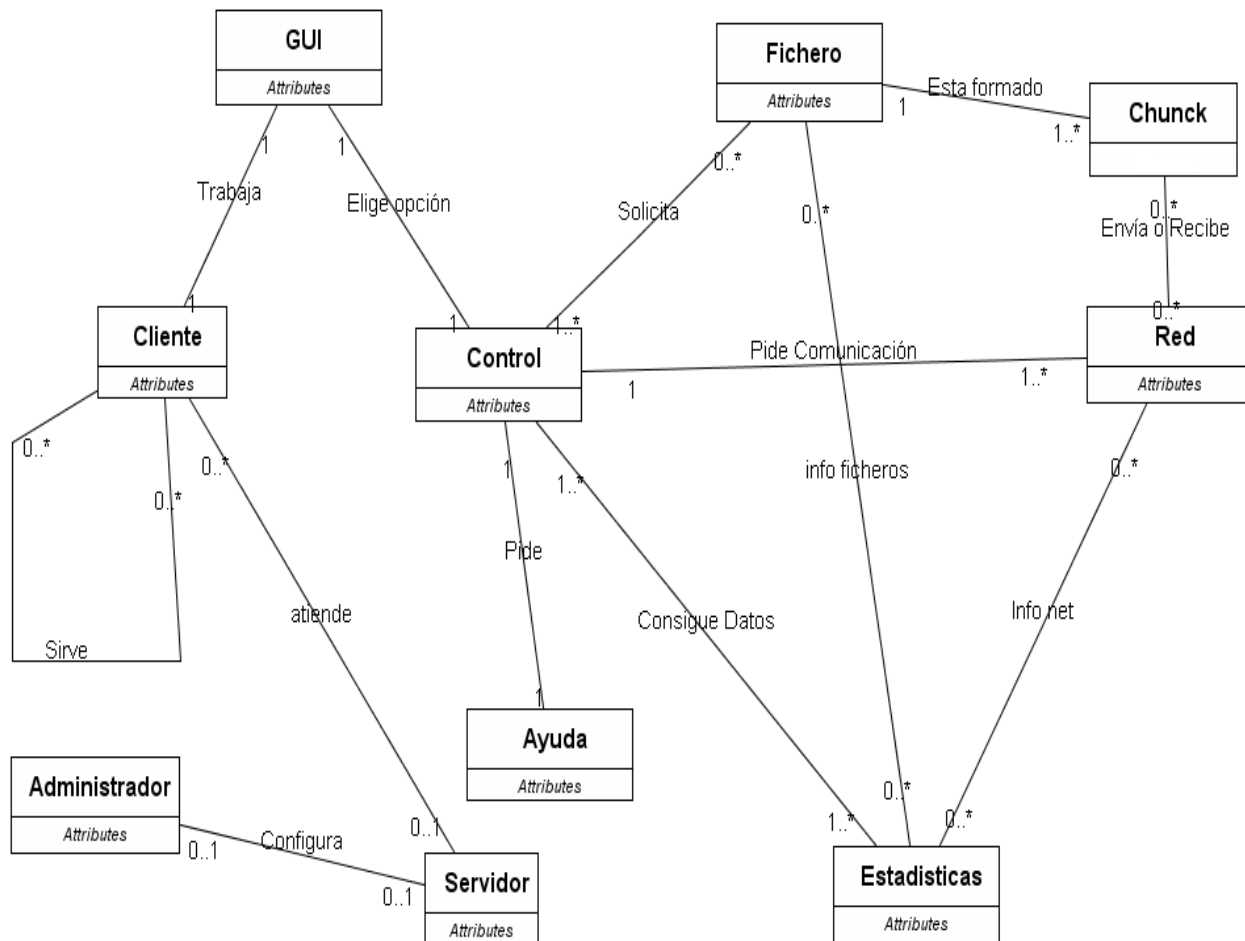 GUI
Attributes
Fichero
Attributes
Esta formado
1
1..*
Chunck
1
1
0..*
Trabaja
Elige opción
Solicita
0..*
0..*
Envía o Recibe
1
Cliente
Attributes
1
1..*
Control
Attributes
Pide Comunicación
1
1..*
0..*
Red
Attributes
0..*
0..*
0..*
Sirve
1
1..*
info ficheros
0..*
Pide
atiende
Consigue Datos
Info net
1
Ayuda
Attributes
Administrador
Attributes
0..1
Configura
0..1
0..1
Servidor
Attributes
0..*
1..*
0..*
Estadisticas
Attributes